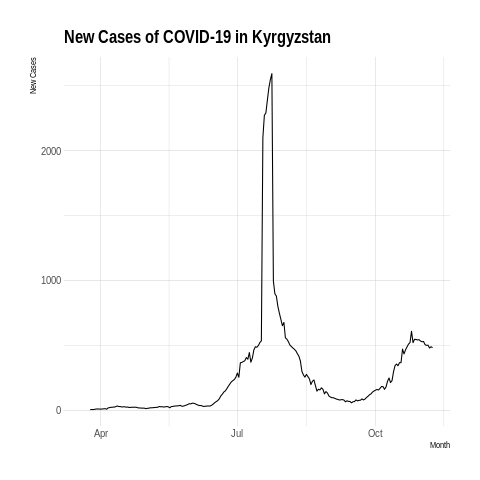 New Cases of COVID-19 in Kyrgyzstan
New Cases
2000
1000
0
Apr
Jul
Oct
Month